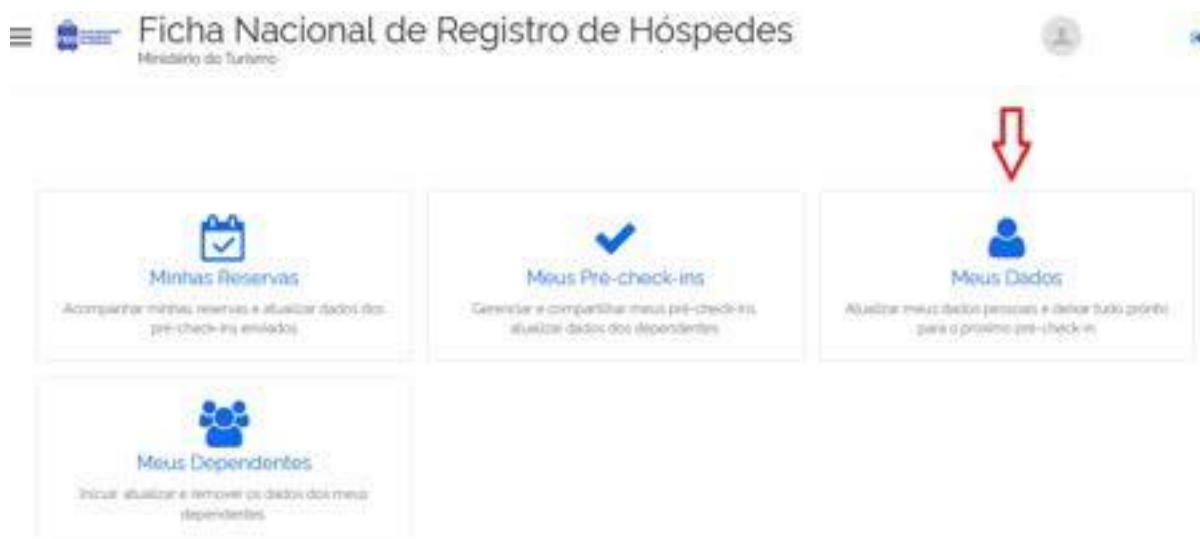 Ficha Nacional de Registro de Hóspedes
Ministério do Turismo
Minhas Reservas
Acompanhar minhas reservas e atualizar dados dos
pré-check-ins enviados
Meus Pré-check-ins
Gerenciar e compartilhar meus pré-check-ins,
atualizar dados dos dependentes
Meus Dados
Atualizar meus dados pessoais e deixar tudo pronto
para o próximo pré-check-in
Meus Dependentes
Incluir, atualizar e remover os dados dos meus
dependentes